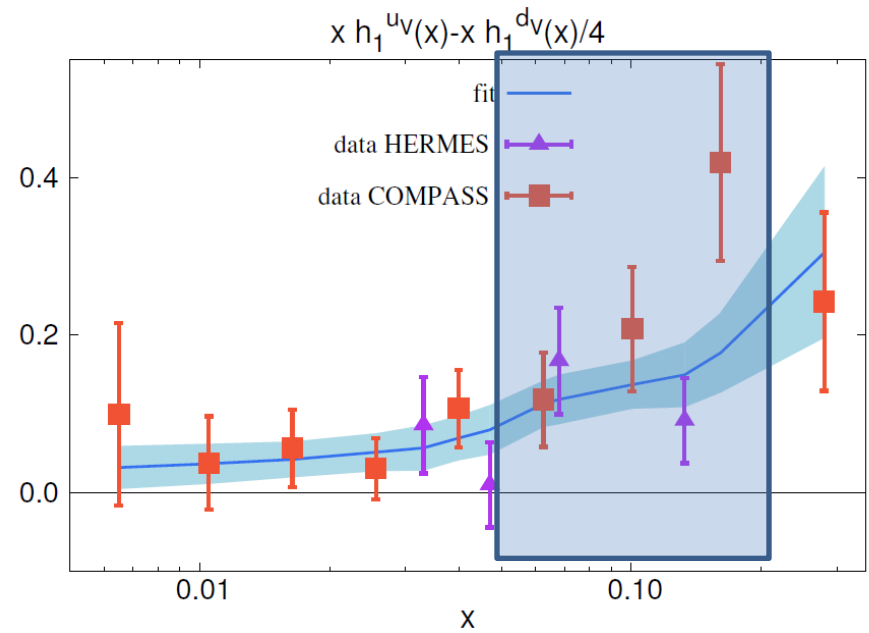 x h₁ᵘⱽ(x)-x h₁ᵈⱽ(x)/4
fit
data HERMES
data COMPASS
0.4
0.2
0.0
0.01 0.10
x